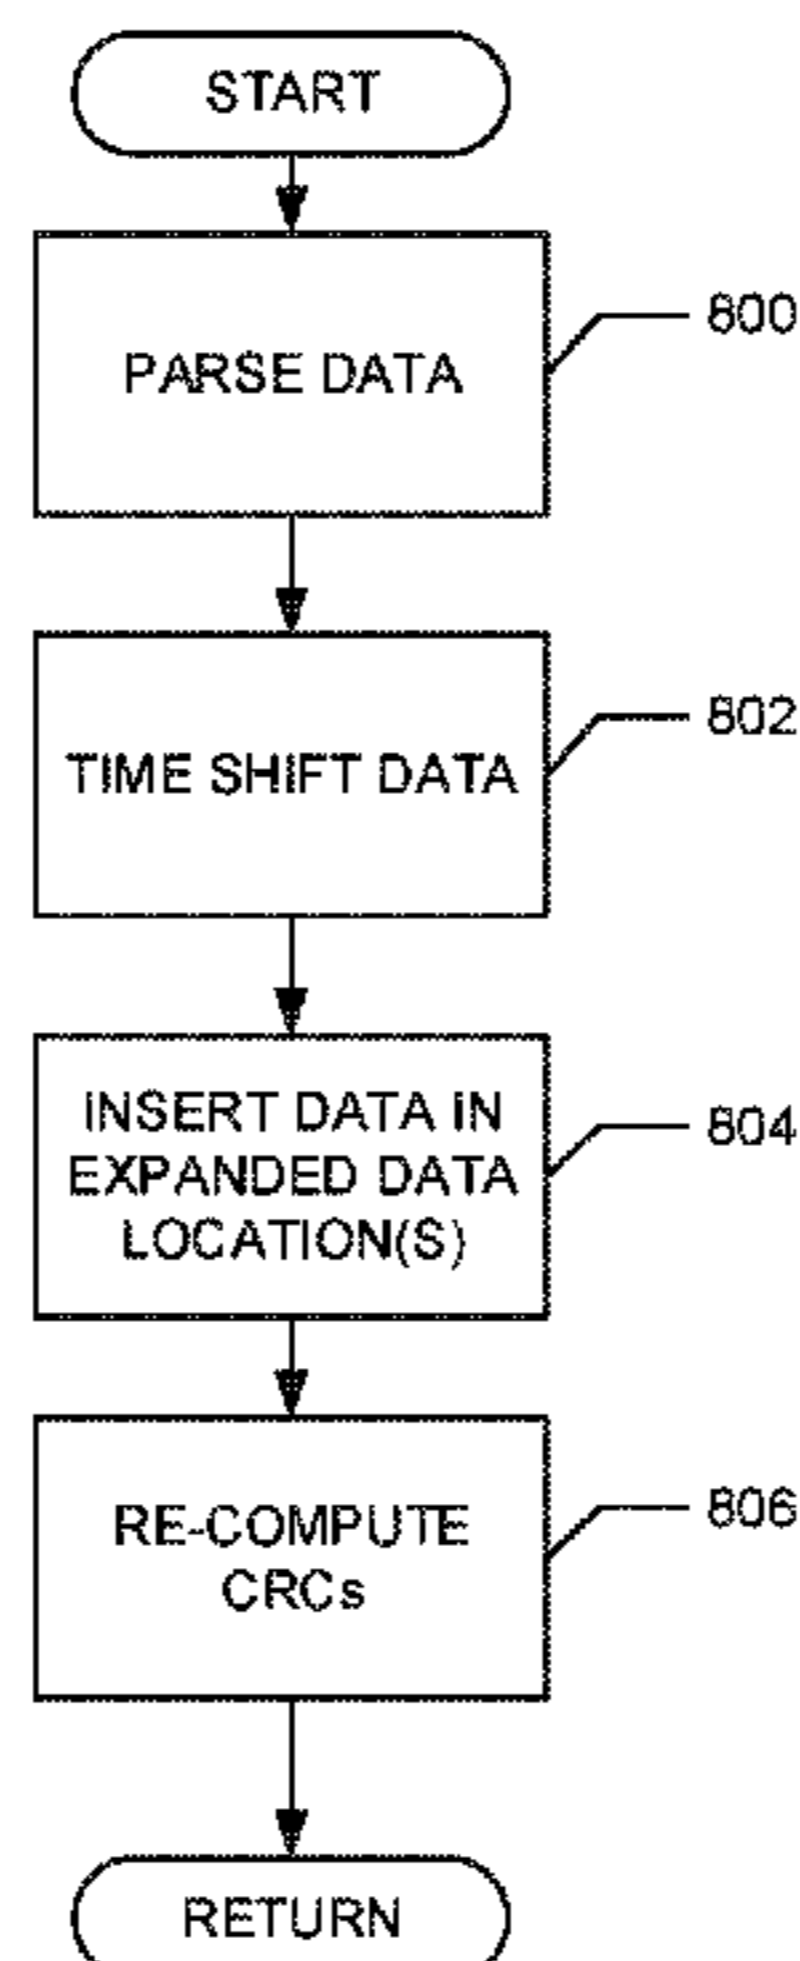 START
PARSE DATA
800
TIME SHIFT DATA
802
INSERT DATA IN
EXPANDED DATA
LOCATION(S)
804
RE-COMPUTE
CRCs
806
RETURN